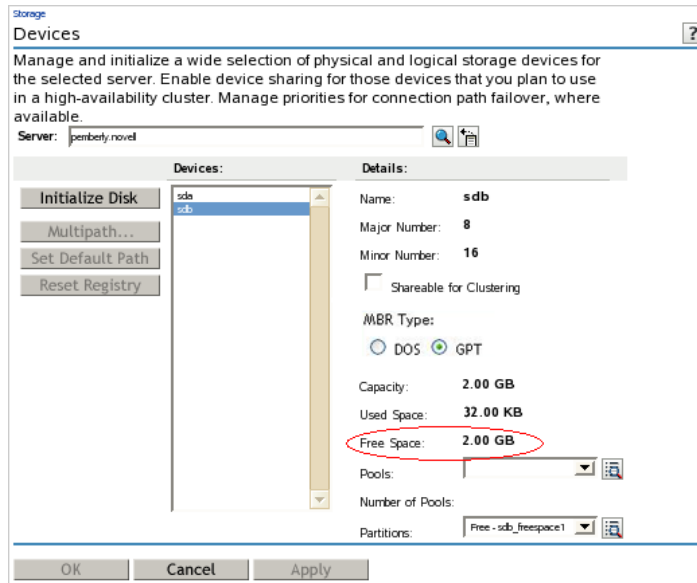 Storage
Devices
?
Manage and initialize a wide selection of physical and logical storage devices for
the selected server. Enable device sharing for those devices that you plan to use
in a high-availability cluster. Manage priorities for connection path failover, where
available.
Server: pemberly.novell
Devices: Details:
Initialize Disk
Multipath...
Set Default Path
Reset Registry
sda
sdb
Name: sdb
Major Number: 8
Minor Number: 16
Shareable for Clustering
MBR Type:
DOS GPT
Capacity: 2.00 GB
Used Space: 32.00 KB
Free Space: 2.00 GB
Pools:
Number of Pools:
Partitions: Free - sdb_freespace1
OK Cancel Apply